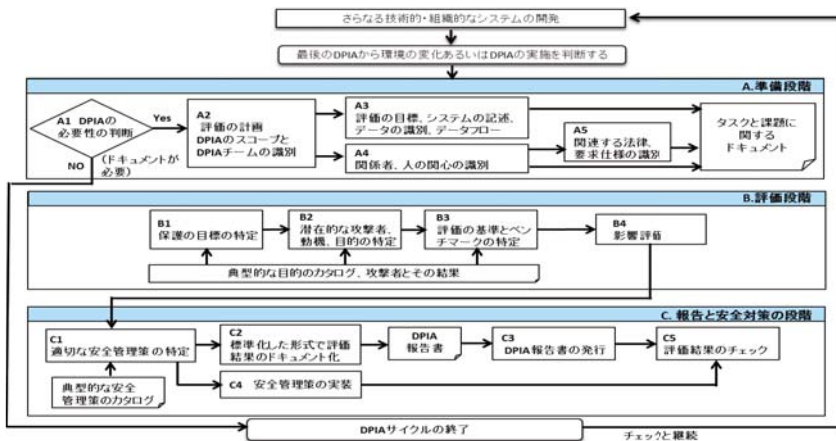 さらなる技術的・組織的なシステムの開発
最後のDPIAから環境の変化あるいはDPIAの実施を判断する
A.準備段階
A1 DPIAの
必要性の判断
Yes
NO
(ドキュメントが
必要)
A2
評価の計画
DPIAのスコープと
DPIAチームの識別
A3
評価の目標、システムの記述、
データの識別、データフロー
A4
関係者、人の関心の識別
A5
関連する法律、
要求仕様の識別
タスクと課題に
関する
ドキュメント
B.評価段階
B1
保護の目標の特定
B2
潜在的な攻撃者、
動機、目的の特定
B3
評価の基準とベン
チマークの特定
B4
影響評価
典型的な目的のカタログ、攻撃者とその結果
C. 報告と安全対策の段階
C1
適切な安全管理策の特定
C2
標準化した形式で評価
結果のドキュメント化
DPIA
報告書
C3
DPIA報告書の発行
C5
評価結果のチェック
典型的な安全
管理策のカタログ
C4 安全管理策の実装
DPIAサイクルの終了
チェックと継続